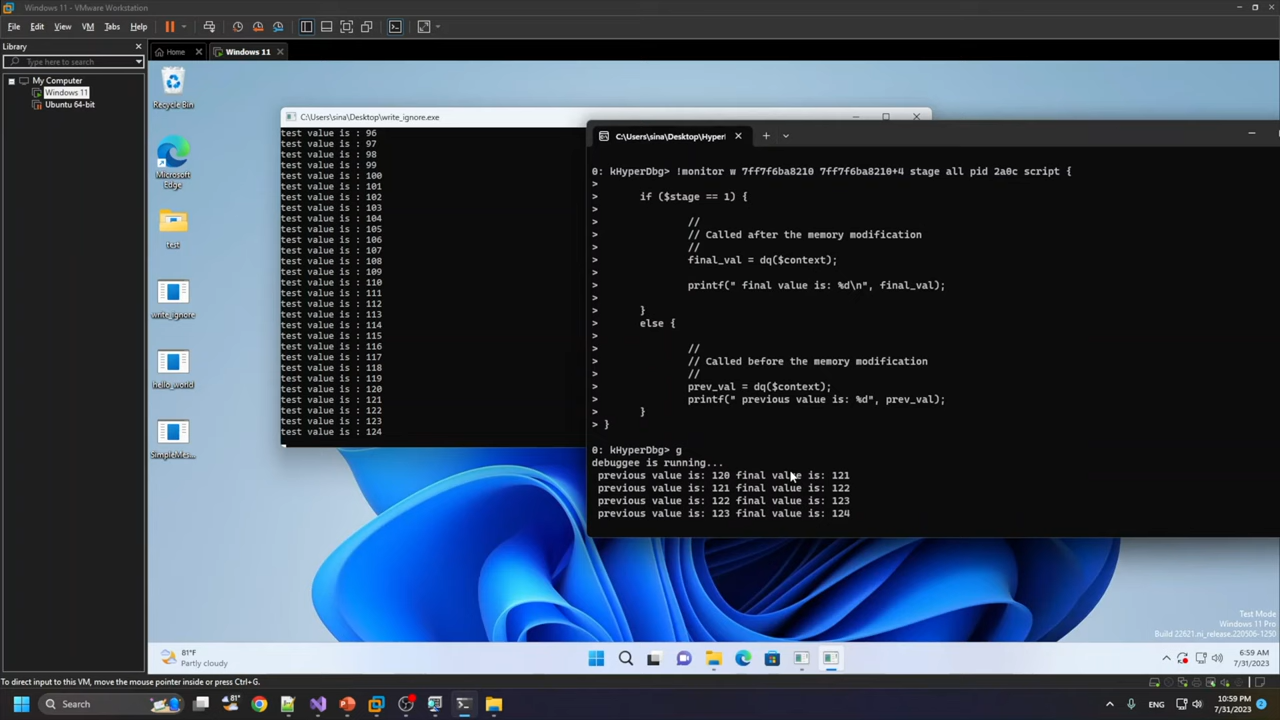 Windows 11 - VMware Workstation
File Edit View VM Tabs Help
Library
Type here to search
My Computer
Windows 11
Ubuntu 64-bit
Home
Windows 11
Recycle Bin
Microsoft
Edge
test
write_ignore
hello_world
SimpleMes...
C:\Users\sina\Desktop\write_ignore.exe
test value is : 96
test value is : 97
test value is : 98
test value is : 99
test value is : 100
test value is : 101
test value is : 102
test value is : 103
test value is : 104
test value is : 105
test value is : 106
test value is : 107
test value is : 108
test value is : 109
test value is : 110
test value is : 111
test value is : 112
test value is : 113
test value is : 114
test value is : 115
test value is : 116
test value is : 117
test value is : 118
test value is : 119
test value is : 120
test value is : 121
test value is : 122
test value is : 123
test value is : 124
C:\Users\sina\Desktop\Hyperl
0: kHyperDbg> !monitor w 7ff7f6ba8210 7ff7f6ba8210+4 stage all pid 2a0c script {
>
> if ($stage == 1) {
>
> //
> // Called after the memory modification
> //
> final_val = dq($context);
>
> printf(" final value is: %d\n", final_val);
>
> }
> else {
>
> //
> // Called before the memory modification
> //
> prev_val = dq($context);
> printf(" previous value is: %d", prev_val);
> }
> }
0: kHyperDbg> g
debuggee is running...
previous value is: 120 final value is: 121
previous value is: 121 final value is: 122
previous value is: 122 final value is: 123
previous value is: 123 final value is: 124
Test Mode
Windows 11 Pro
Build 22621.ni_release.220506-1250
81°F
Partly cloudy
6:59 AM
7/31/2023
To direct input to this VM, move the mouse pointer inside or press Ctrl+G.
Search
81°
ENG
10:59 PM
7/31/2023
2